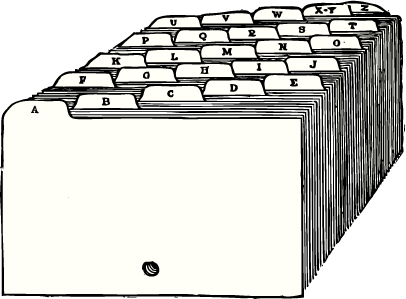 U V W X-Y Z
P Q R S T
K L M N O
F G H I J
A B C D E